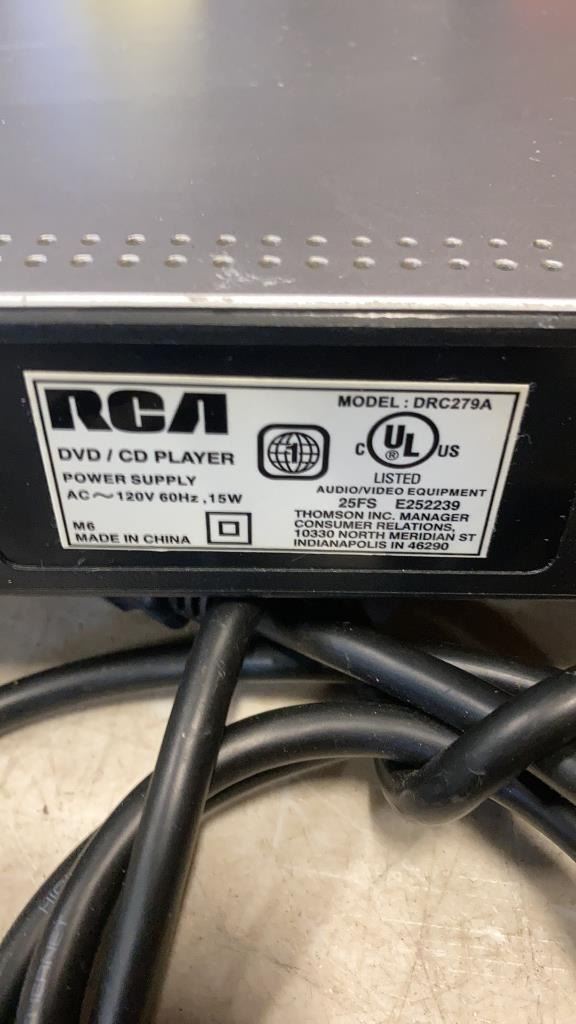 RCA
MODEL : DRC279A
DVD / CD PLAYER
1
C UL ® US
POWER SUPPLY
AC～120V 60Hz ,15W
LISTED
AUDIO/VIDEO EQUIPMENT
25FS E252239
M6
MADE IN CHINA
THOMSON INC. MANAGER
CONSUMER RELATIONS,
10330 NORTH MERIDIAN ST
INDIANAPOLIS IN 46290